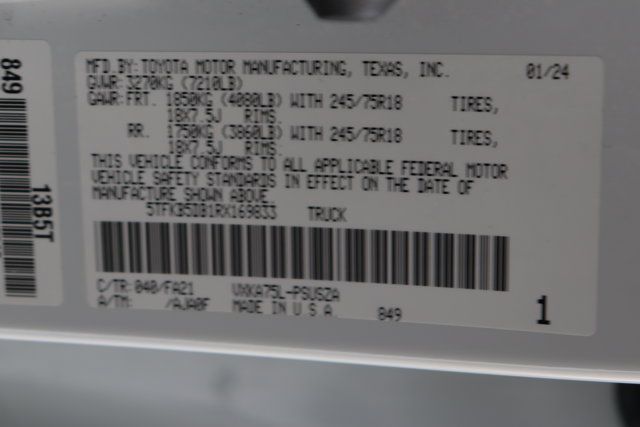 849
13B5T
MFD BY: TOYOTA MOTOR MANUFACTURING, TEXAS, INC. 01/24
GVWR: 3270KG (7210LB)
GAWR: FRT. 1850KG (4080LB) WITH 245/75R18 TIRES,
18X7.5J RIMS.
RR. 1750KG (3860LB) WITH 245/75R18 TIRES,
18X7.5J RIMS.
THIS VEHICLE CONFORMS TO ALL APPLICABLE FEDERAL MOTOR
VEHICLE SAFETY STANDARDS IN EFFECT ON THE DATE OF
MANUFACTURE SHOWN ABOVE.
5TFKB5DB1RX169833 TRUCK
C/TR: 040/FA21 VXKA75L-PSUSZA
A/TM: /AJA0F MADE IN U S A 849 1